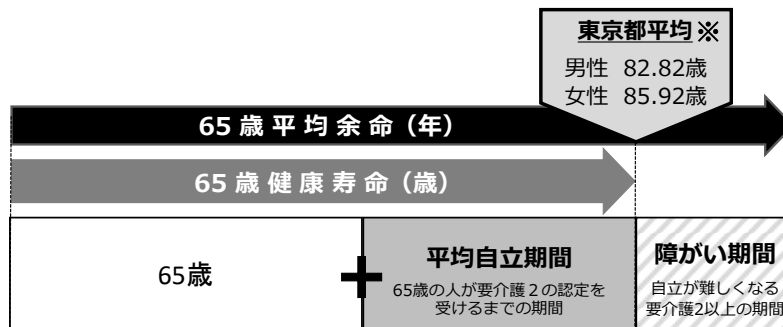 東京都平均※
男性 82.82歳
女性 85.92歳
65歳平均余命（年）
65歳健康寿命（歳）
65歳
+
平均自立期間
65歳の人が要介護２の認定を
受けるまでの期間
障がい期間
自立が難しくなる
要介護2以上の期間